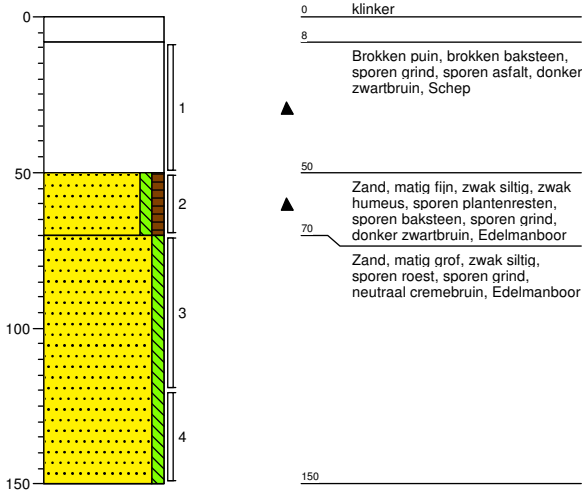 0
50
100
150
1
2
3
4
0 klinker
8
Brokken puin, brokken baksteen,
sporen grind, sporen asfalt, donker
zwartbruin, Schep
50
Zand, matig fijn, zwak siltig, zwak
humeus, sporen plantenresten,
sporen baksteen, sporen grind,
donker zwartbruin, Edelmanboor
70
Zand, matig grof, zwak siltig,
sporen roest, sporen grind,
neutraal cremebruin, Edelmanboor
150